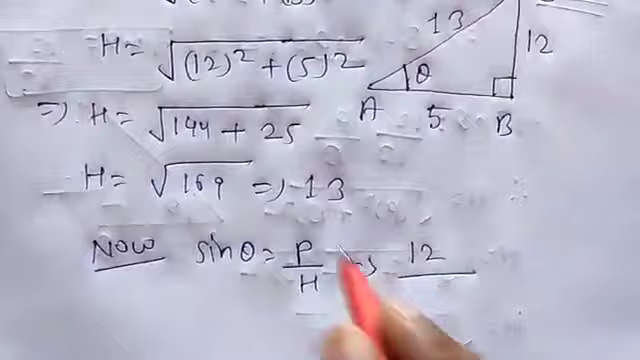 H = √(12)² + (5)²
⇒ H = √144 + 25
H = √169 ⇒ 13
Now sinθ = P/H ⇒ 12
13
12
θ
A
5
B